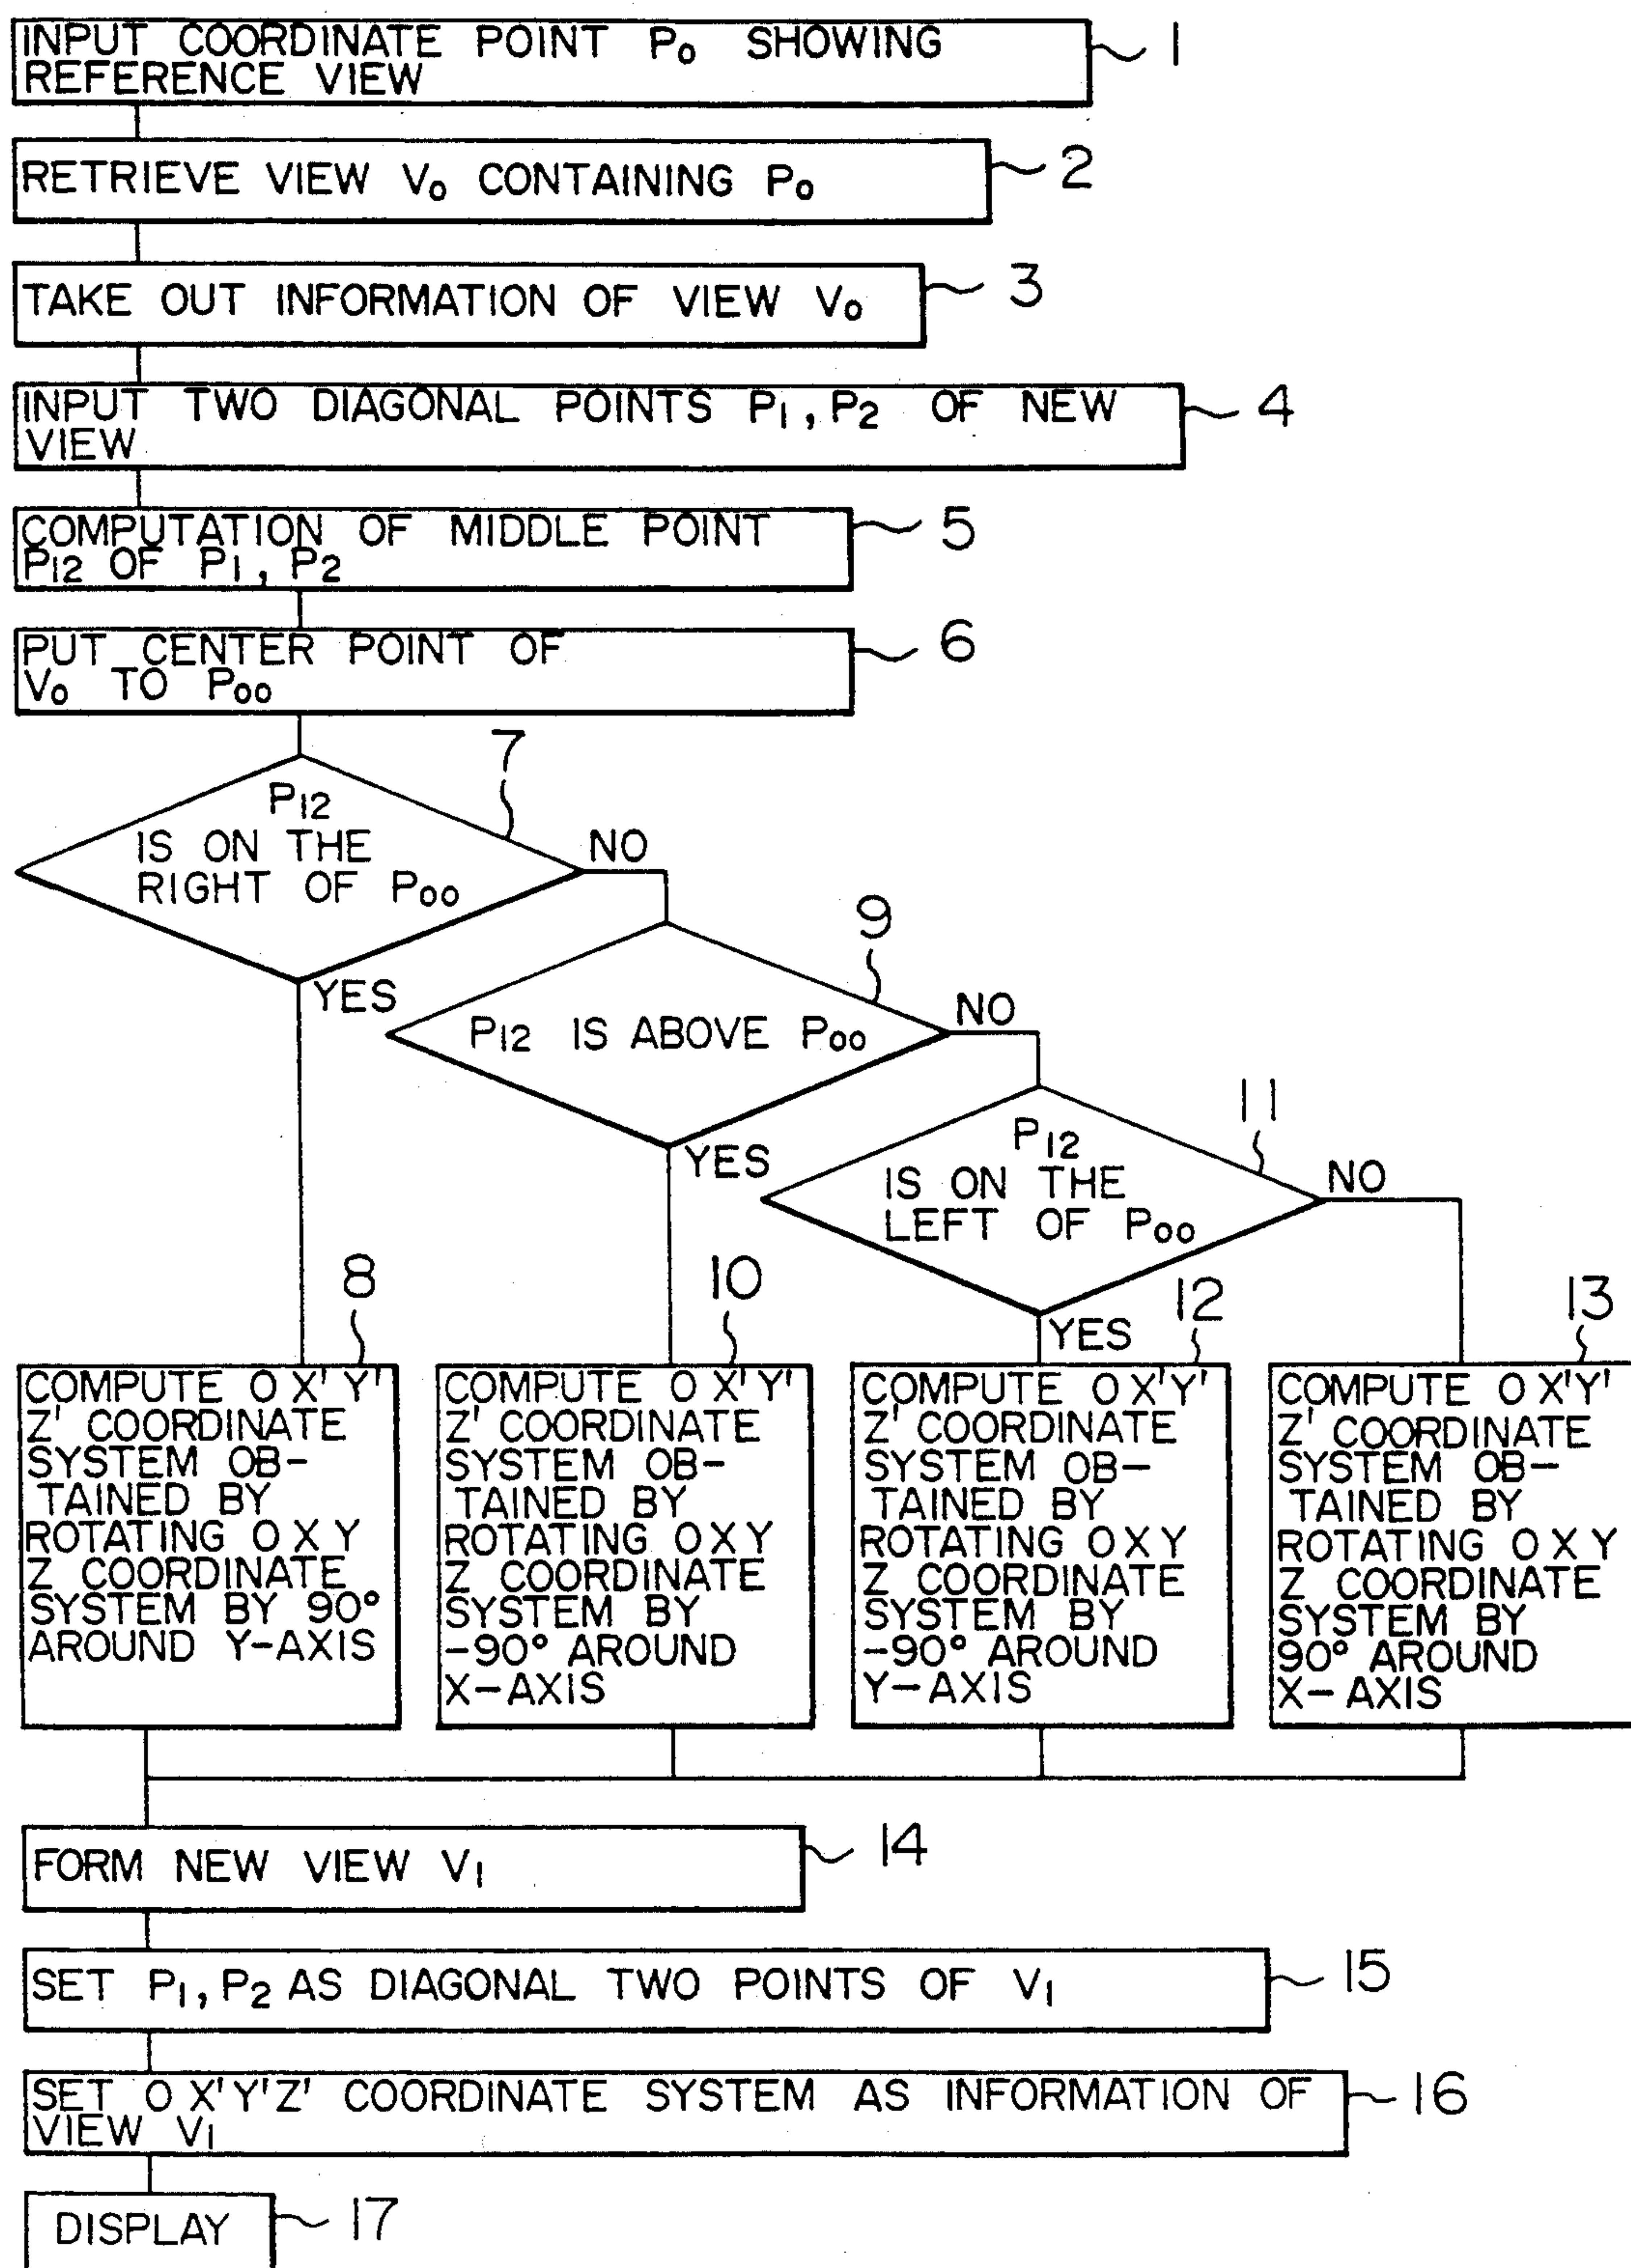 INPUT COORDINATE POINT P₀ SHOWING
REFERENCE VIEW
1
RETRIEVE VIEW V₀ CONTAINING P₀
2
TAKE OUT INFORMATION OF VIEW V₀
3
INPUT TWO DIAGONAL POINTS P₁, P₂ OF NEW
VIEW
4
COMPUTATION OF MIDDLE POINT
P₁₂ OF P₁, P₂
5
PUT CENTER POINT OF
V₀ TO P₀₀
6
7
P₁₂
IS ON THE
RIGHT OF P₀₀
NO
YES
9
P₁₂ IS ABOVE P₀₀
NO
YES
11
P₁₂
IS ON THE
LEFT OF P₀₀
NO
YES
8
COMPUTE O X' Y'
Z' COORDINATE
SYSTEM OB-
TAINED BY
ROTATING O X Y
Z COORDINATE
SYSTEM BY 90°
AROUND Y-AXIS
10
COMPUTE O X' Y'
Z' COORDINATE
SYSTEM OB-
TAINED BY
ROTATING O X Y
Z COORDINATE
SYSTEM BY
-90° AROUND
X-AXIS
12
COMPUTE O X' Y'
Z' COORDINATE
SYSTEM OB-
TAINED BY
ROTATING O X Y
Z COORDINATE
SYSTEM BY
-90° AROUND
Y-AXIS
13
COMPUTE O X' Y'
Z' COORDINATE
SYSTEM OB-
TAINED BY
ROTATING O X Y
Z COORDINATE
SYSTEM BY
90° AROUND
X-AXIS
FORM NEW VIEW V₁
14
SET P₁, P₂ AS DIAGONAL TWO POINTS OF V₁
15
SET O X' Y' Z' COORDINATE SYSTEM AS INFORMATION OF
VIEW V₁
16
DISPLAY
17